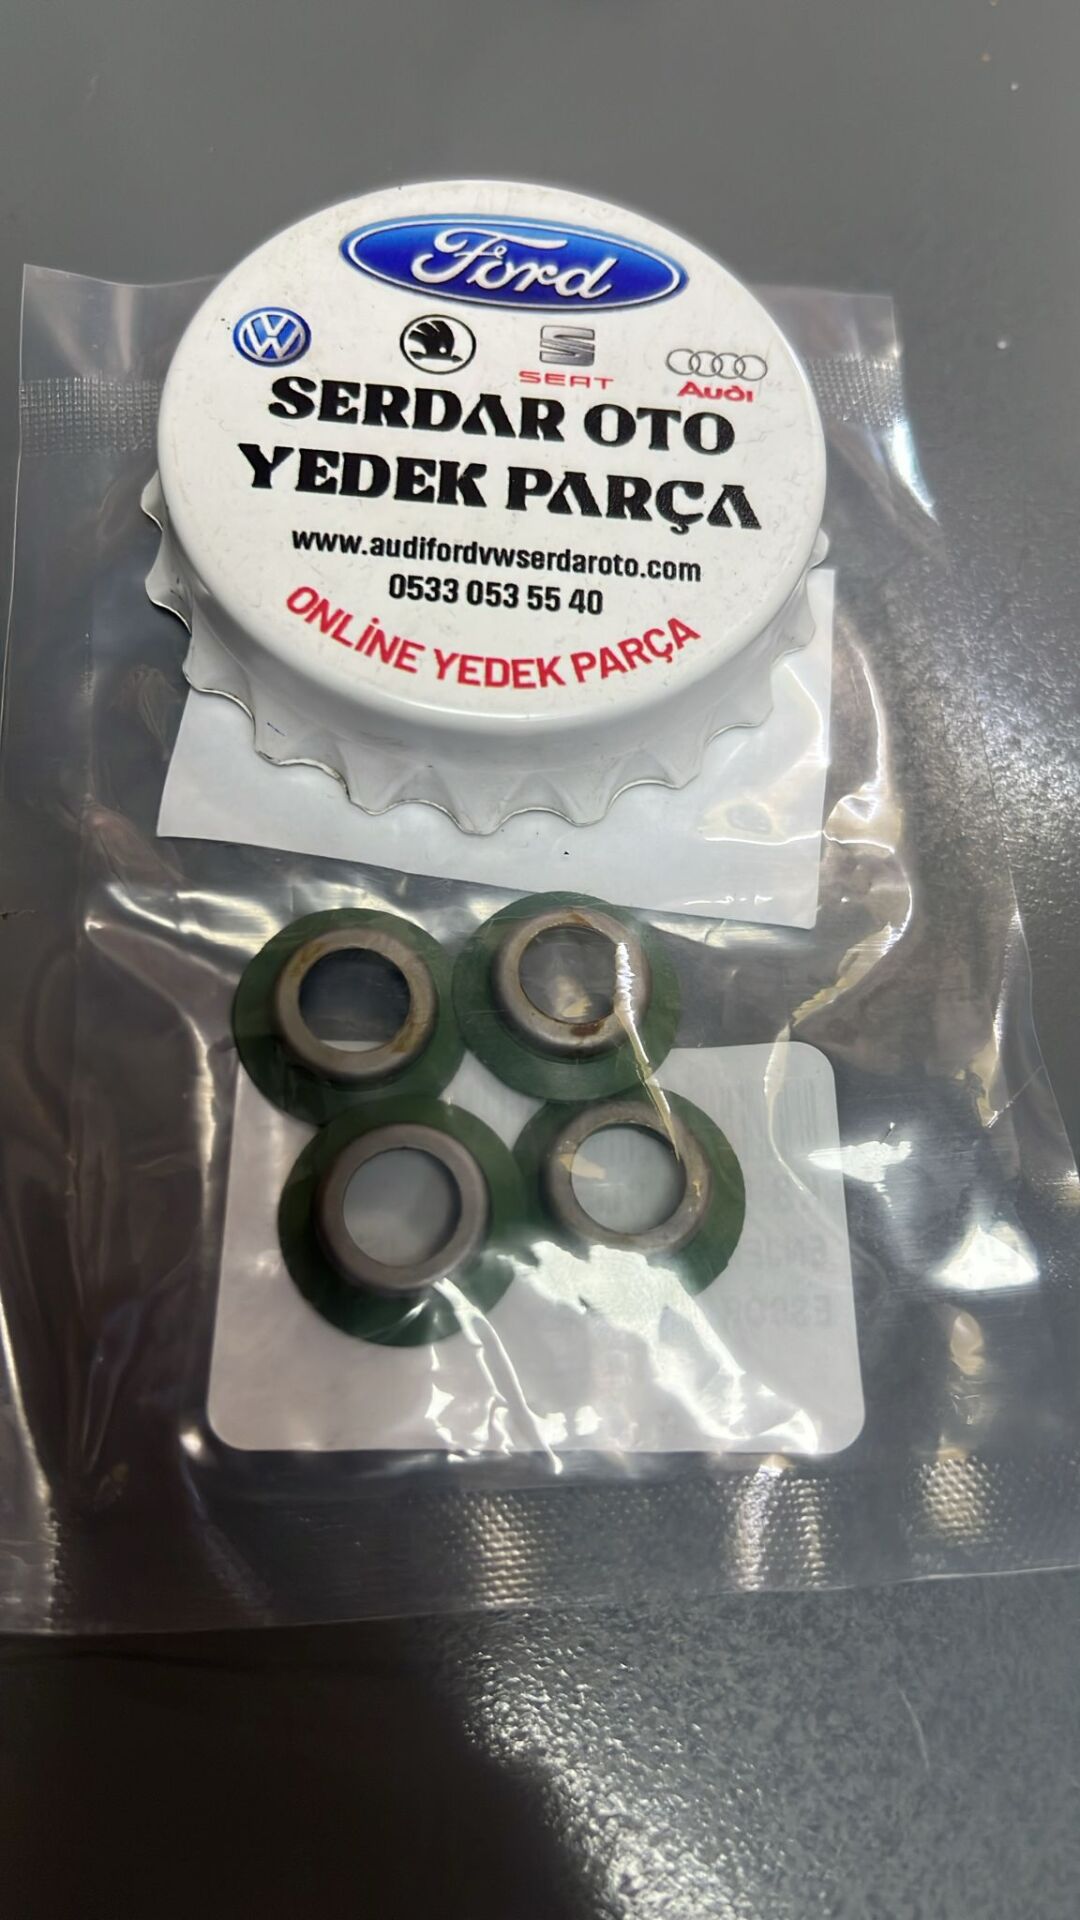 Ford
SEAT
Audi
SERDAR OTO
YEDEK PARÇA
www.audifordvwserdaroto.com
0533 053 55 40
ONLİNE YEDEK PARÇA